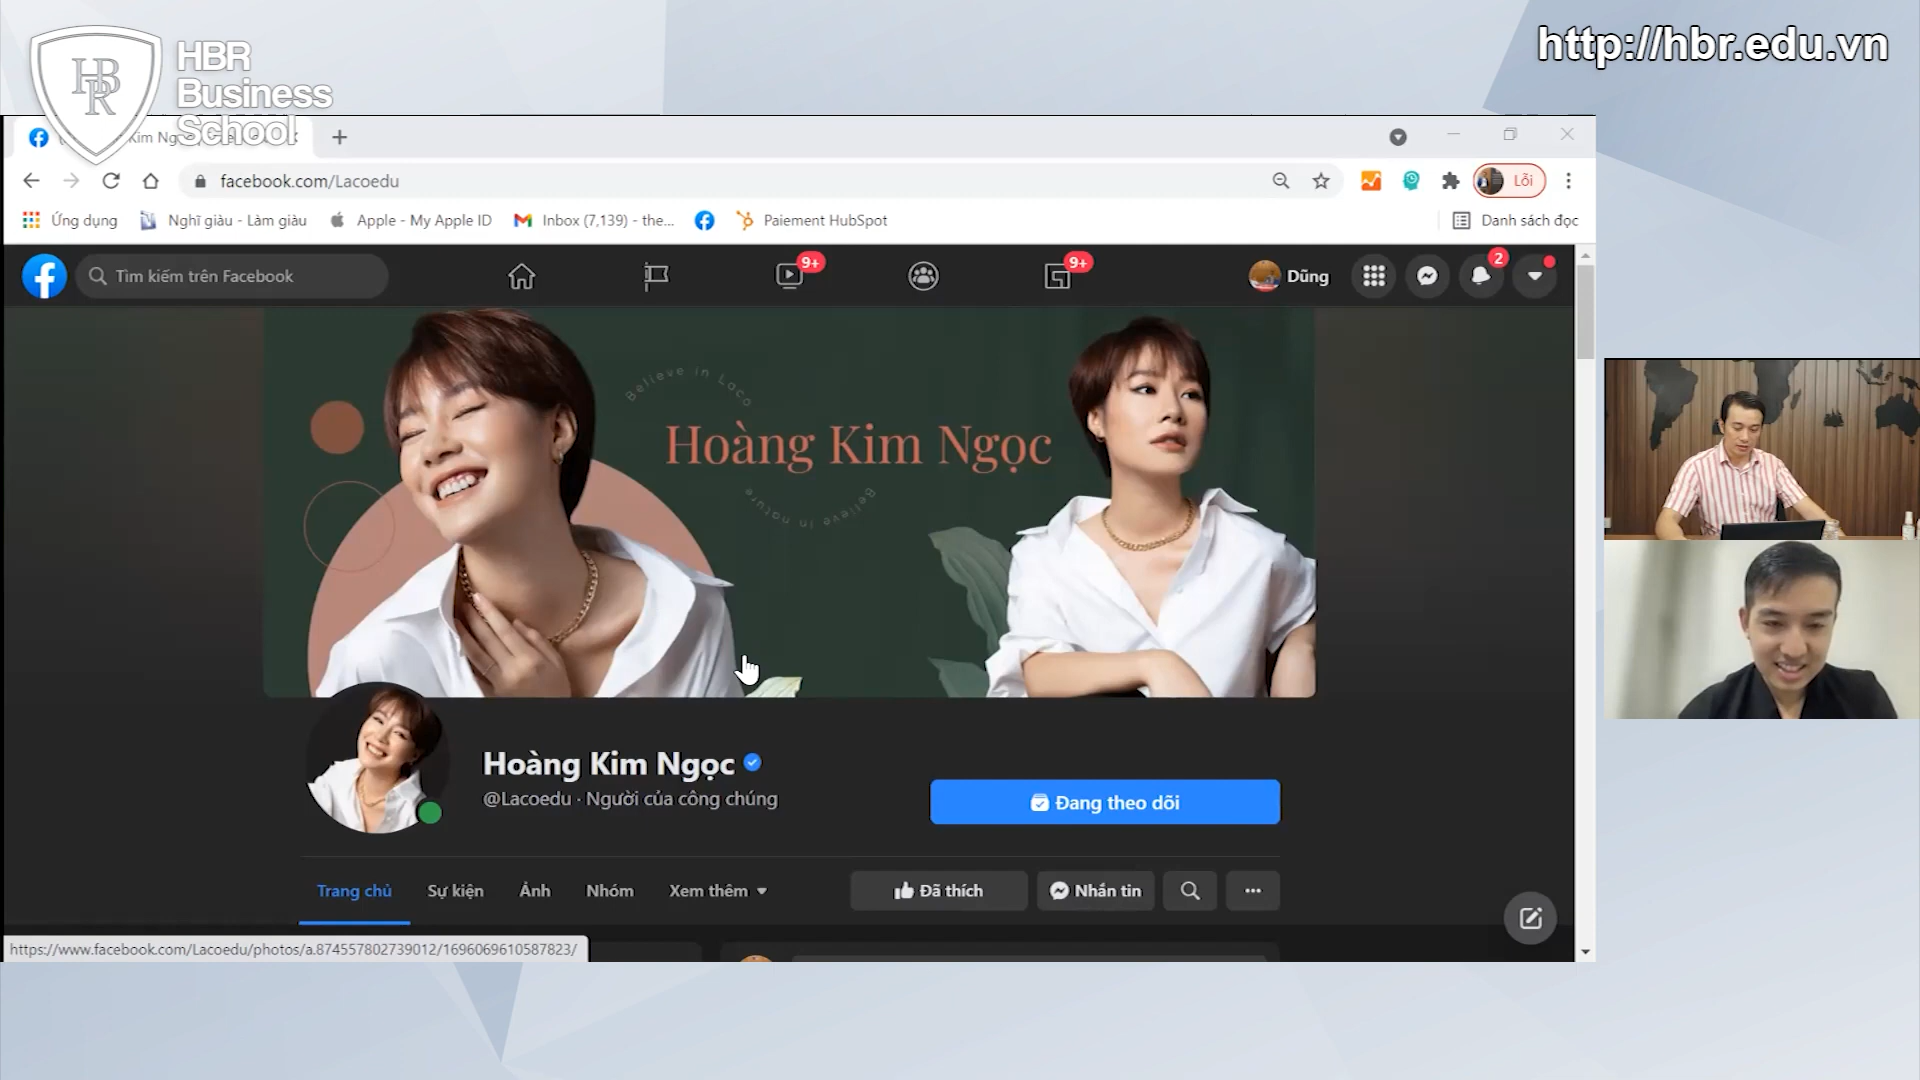 HBR
Business
School
http://hbr.edu.vn
Kim Ng
facebook.com/Lacoedu
Lỗi
Ứng dụng
Nghĩ giàu - Làm giàu
Apple - My Apple ID
Inbox (7,139) - the...
Paiement HubSpot
Danh sách đọc
Tìm kiếm trên Facebook
9+
9+
Dũng
2
Believe in Laco
Hoàng Kim Ngọc
Believe in nature
Hoàng Kim Ngọc
@Lacoedu · Người của công chúng
Đang theo dõi
Trang chủ
Sự kiện
Ảnh
Nhóm
Xem thêm
Đã thích
Nhắn tin
https://www.facebook.com/Lacoedu/photos/a.874557802739012/1696069610587823/